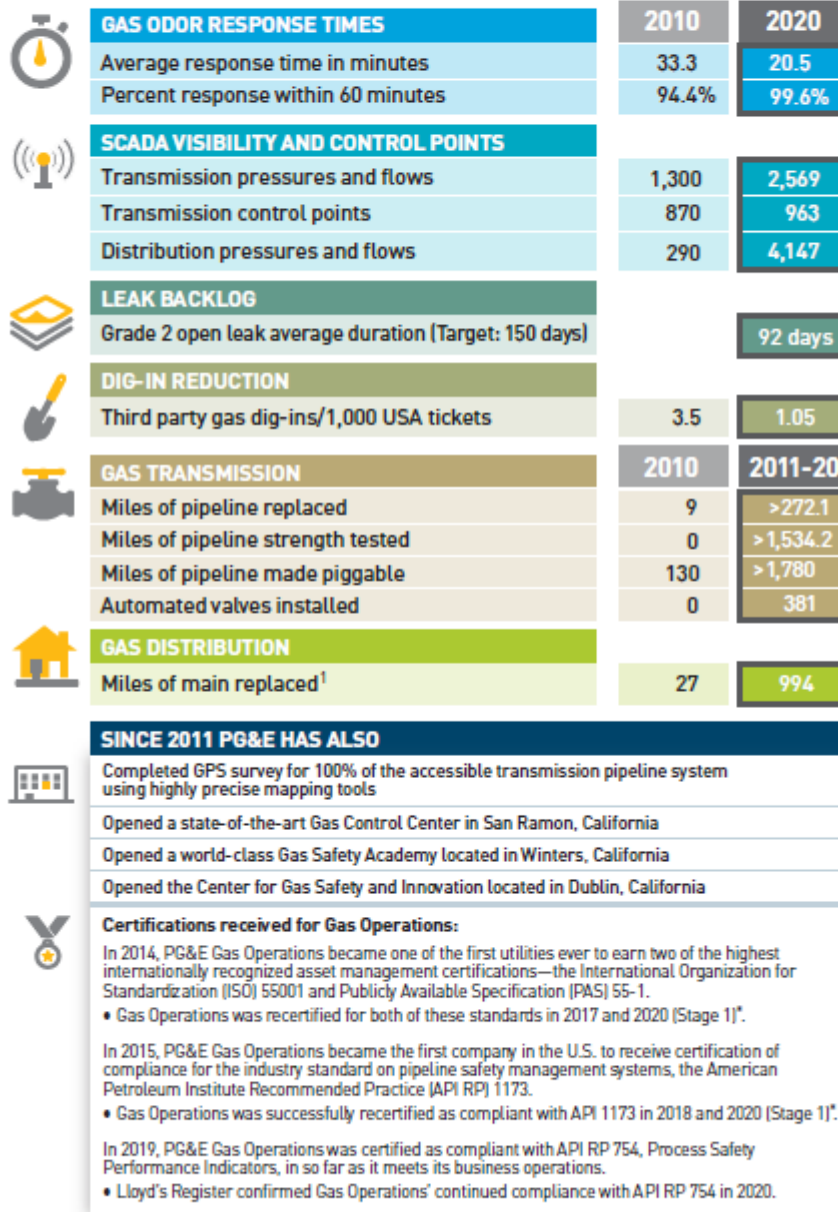 GAS ODOR RESPONSE TIMES 2010 2020
Average response time in minutes 33.3 20.5
Percent response within 60 minutes 94.4% 99.6%
SCADA VISIBILITY AND CONTROL POINTS
Transmission pressures and flows 1,300 2,569
Transmission control points 870 963
Distribution pressures and flows 290 4,147
LEAK BACKLOG
Grade 2 open leak average duration (Target: 150 days) 92 days
DIG-IN REDUCTION
Third party gas dig-ins/1,000 USA tickets 3.5 1.05
GAS TRANSMISSION 2010 2011-20
Miles of pipeline replaced 9 >272.1
Miles of pipeline strength tested 0 >1,534.2
Miles of pipeline made piggable 130 >1,780
Automated valves installed 0 381
GAS DISTRIBUTION
Miles of main replaced¹ 27 994
SINCE 2011 PG&E HAS ALSO
Completed GPS survey for 100% of the accessible transmission pipeline system
using highly precise mapping tools
Opened a state-of-the-art Gas Control Center in San Ramon, California
Opened a world-class Gas Safety Academy located in Winters, California
Opened the Center for Gas Safety and Innovation located in Dublin, California
Certifications received for Gas Operations:
In 2014, PG&E Gas Operations became one of the first utilities ever to earn two of the highest
internationally recognized asset management certifications—the International Organization for
Standardization (ISO) 55001 and Publicly Available Specification (PAS) 55-1.
• Gas Operations was recertified for both of these standards in 2017 and 2020 (Stage 1)*.
In 2015, PG&E Gas Operations became the first company in the U.S. to receive certification of
compliance for the industry standard on pipeline safety management systems, the American
Petroleum Institute Recommended Practice (API RP) 1173.
• Gas Operations was successfully recertified as compliant with API 1173 in 2018 and 2020 (Stage 1)*.
In 2019, PG&E Gas Operations was certified as compliant with API RP 754, Process Safety
Performance Indicators, in so far as it meets its business operations.
• Lloyd's Register confirmed Gas Operations' continued compliance with API RP 754 in 2020.